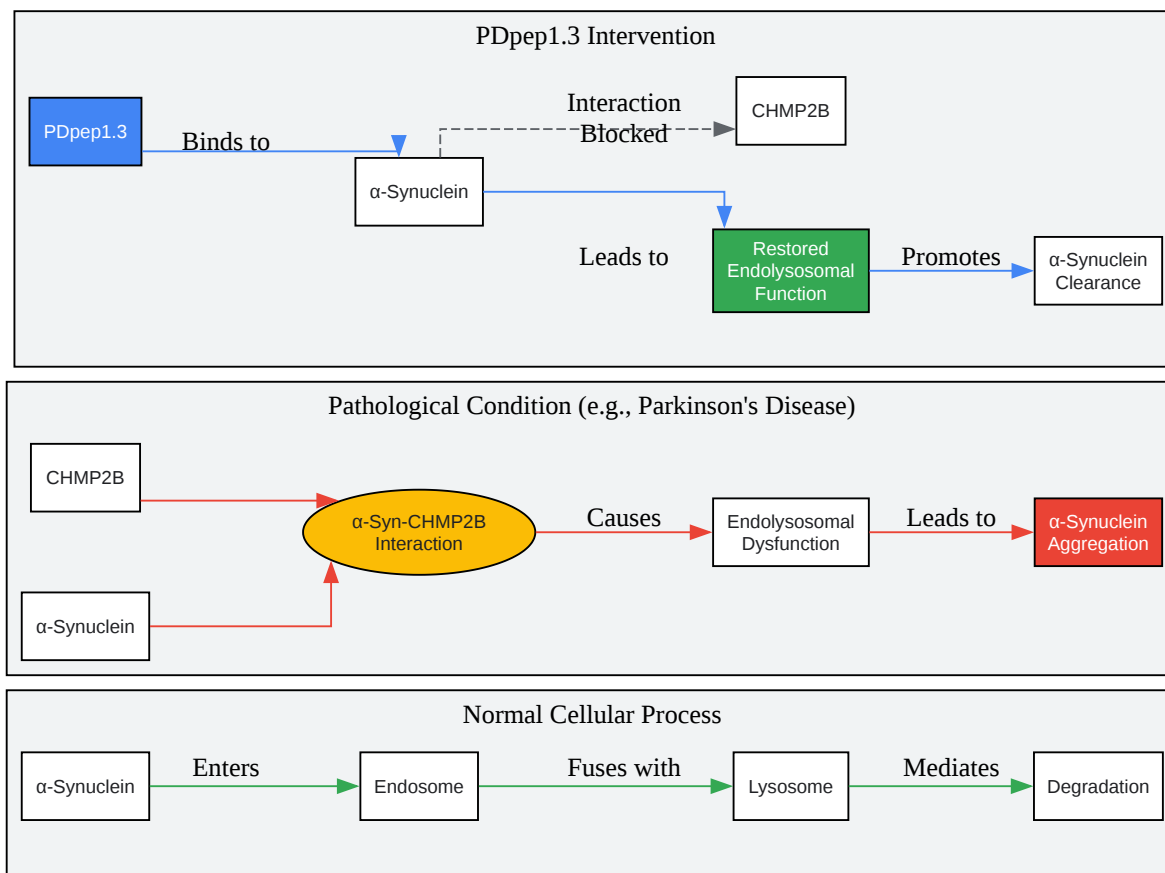 PDpep1.3 Intervention
PDpep1.3
Binds to
α-Synuclein
Interaction
Blocked
CHMP2B
Leads to
Restored
Endolysosomal
Function
Promotes
α-Synuclein
Clearance
Pathological Condition (e.g., Parkinson's Disease)
CHMP2B
α-Synuclein
α-Syn-CHMP2B
Interaction
Causes
Endolysosomal
Dysfunction
Leads to
α-Synuclein
Aggregation
Normal Cellular Process
α-Synuclein
Enters
Endosome
Fuses with
Lysosome
Mediates
Degradation